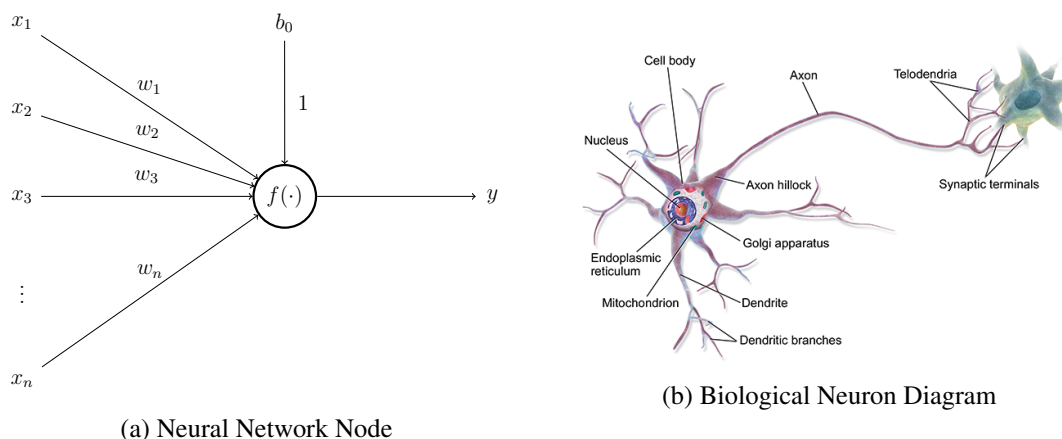 x₁
b₀
w₁
1
x₂
w₂
w₃
x₃
f(·)
y
wₙ
⋮
xₙ
(a) Neural Network Node
Cell body
Axon
Telodendria
Nucleus
Axon hillock
Synaptic terminals
Golgi apparatus
Endoplasmic
reticulum
Mitochondrion
Dendrite
Dendritic branches
(b) Biological Neuron Diagram